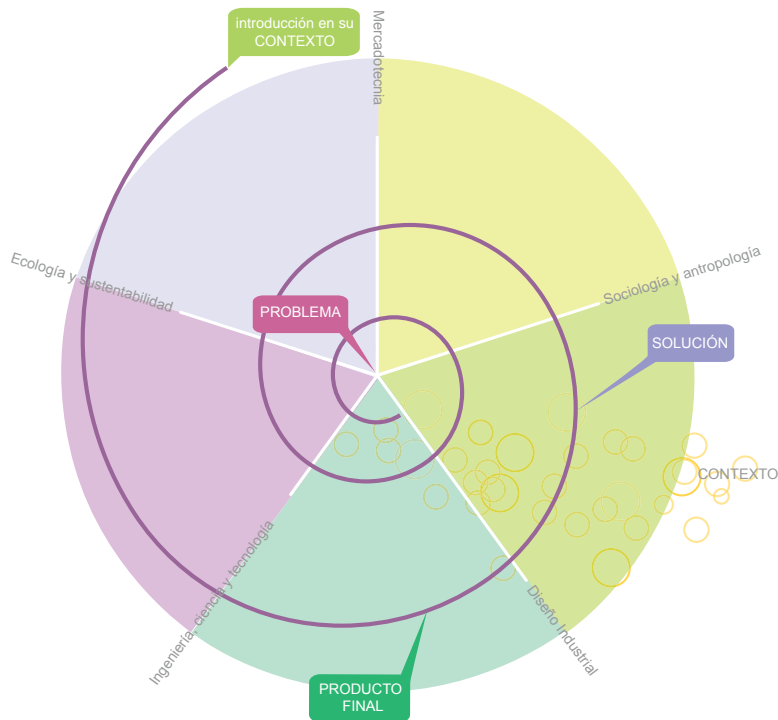 introducción en su
CONTEXTO
Mercadotecnia
Ecología y sustentabilidad
Sociología y antropología
PROBLEMA
SOLUCIÓN
CONTEXTO
Ingeniería, ciencia y tecnología
Diseño Industrial
PRODUCTO
FINAL